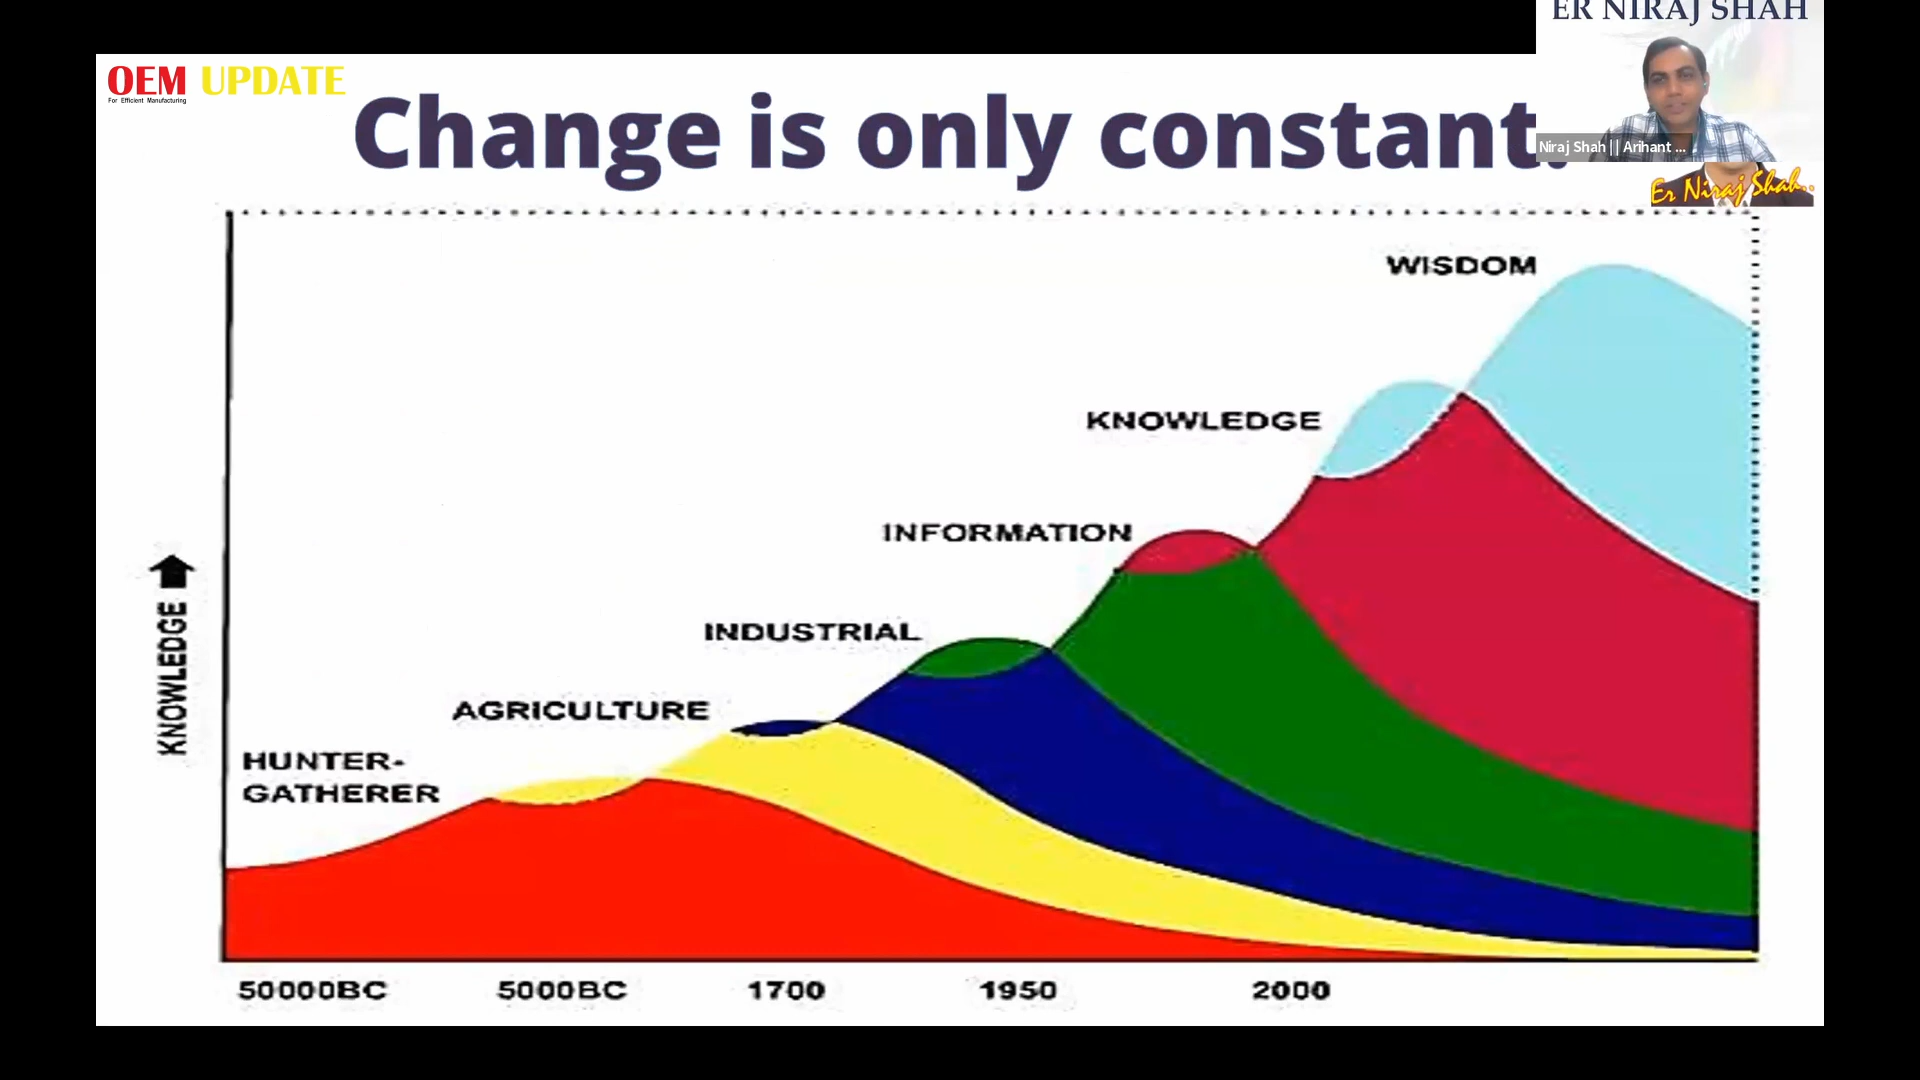 ER NIRAJ SHAH
OEM UPDATE
For Efficient Manufacturing
Change is only constant.
Niraj Shah || Arihant ...
Er Niraj Shah..
WISDOM
KNOWLEDGE
INFORMATION
INDUSTRIAL
AGRICULTURE
HUNTER-
GATHERER
KNOWLEDGE
50000BC 5000BC 1700 1950 2000